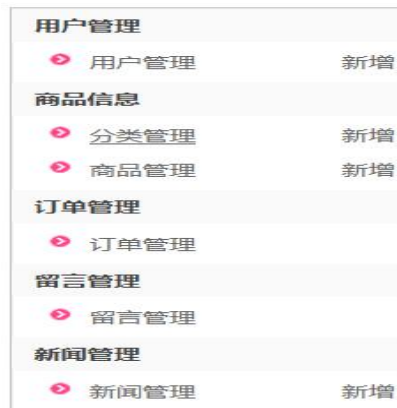 用户管理
用户管理 新增
商品信息
分类管理 新增
商品管理 新增
订单管理
订单管理
留言管理
留言管理
新闻管理
新闻管理 新增